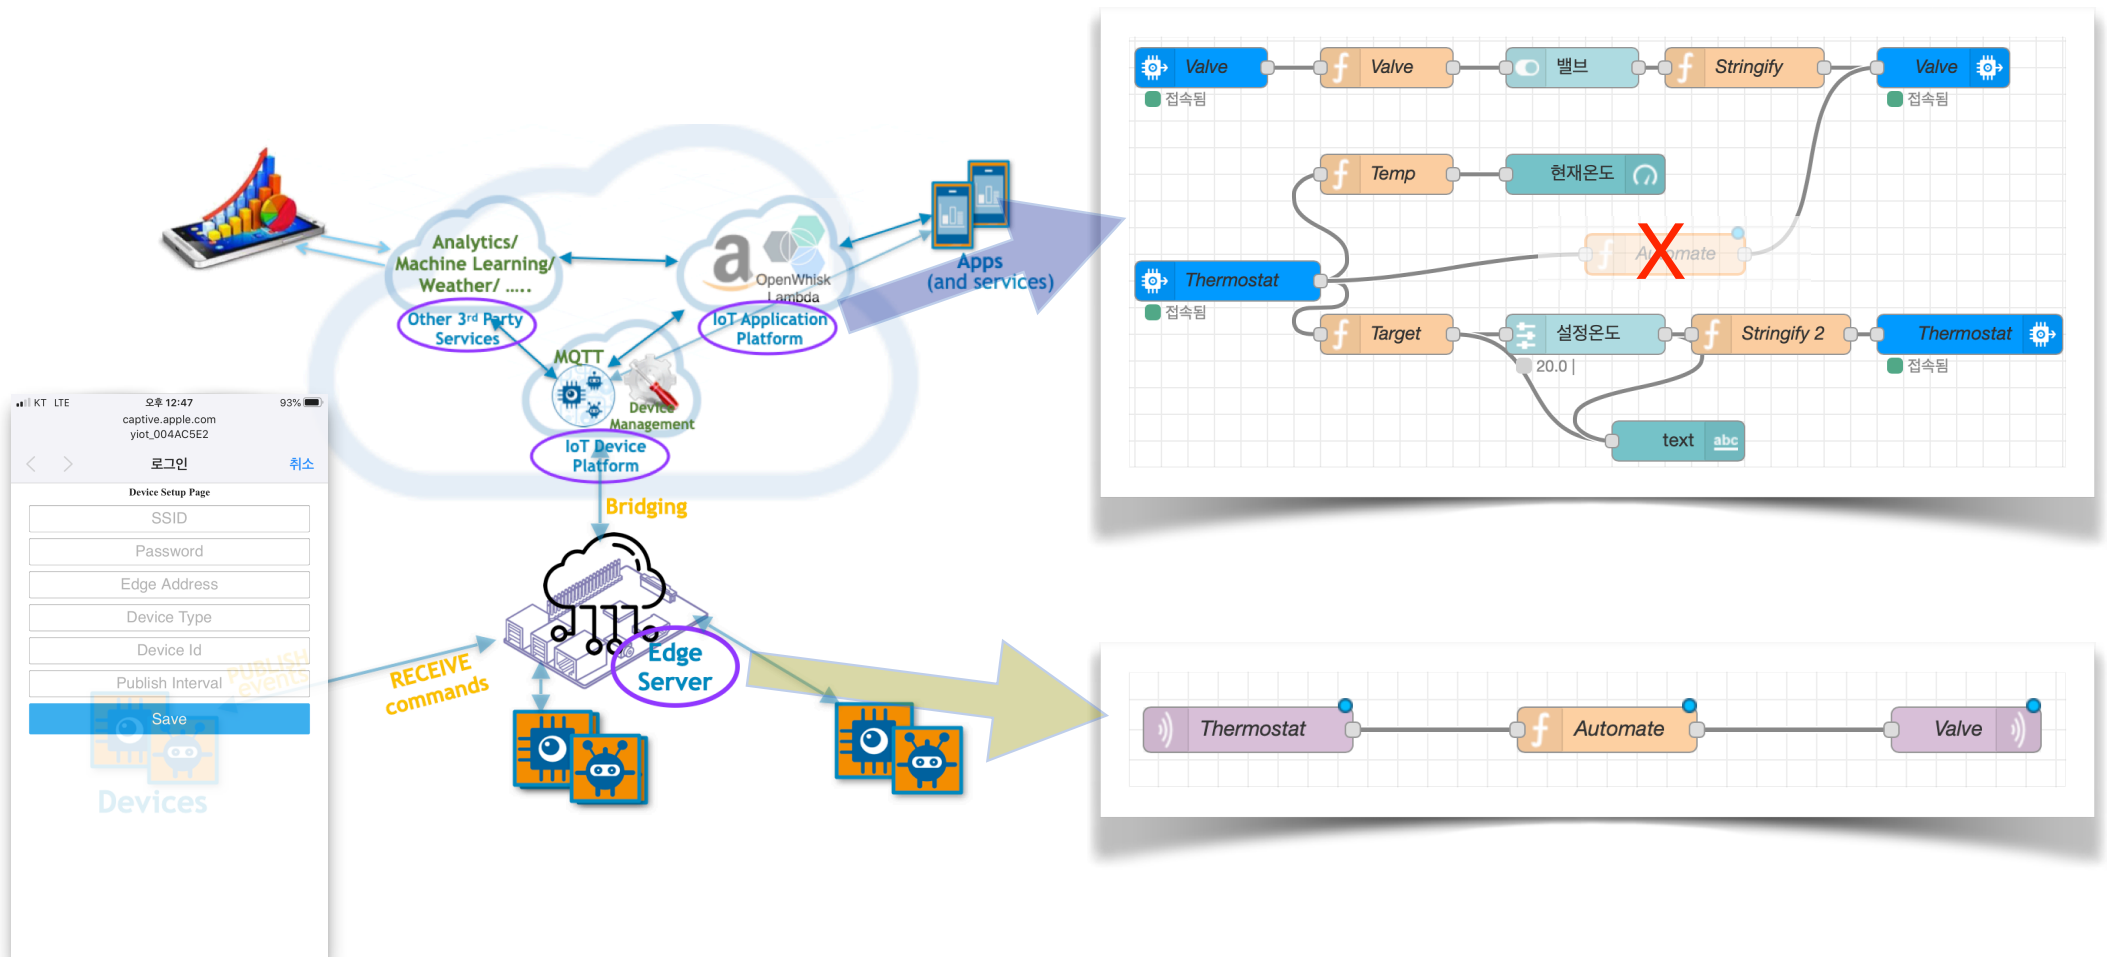 Analytics/
Machine Learning/
Weather/ .....
Other 3rd Party
Services
a
OpenWhisk
Lambda
IoT Application
Platform
Apps
(and services)
MQTT
Device
Management
IoT Device
Platform
Bridging
Edge
Server
RECEIVE
commands
PUBLISH
events
Devices
KT LTE
오후 12:47
93%
captive.apple.com
yiot_004AC5E2
로그인
취소
Device Setup Page
SSID
Password
Edge Address
Device Type
Device Id
Publish Interval
Save
Valve
접속됨
f
Valve
밸브
f
Stringify
Valve
접속됨
f
Temp
현재온도
Thermostat
접속됨
f
Automate
X
f
Target
설정온도
20.0 |
f
Stringify 2
Thermostat
접속됨
text
abc
Thermostat
f
Automate
Valve